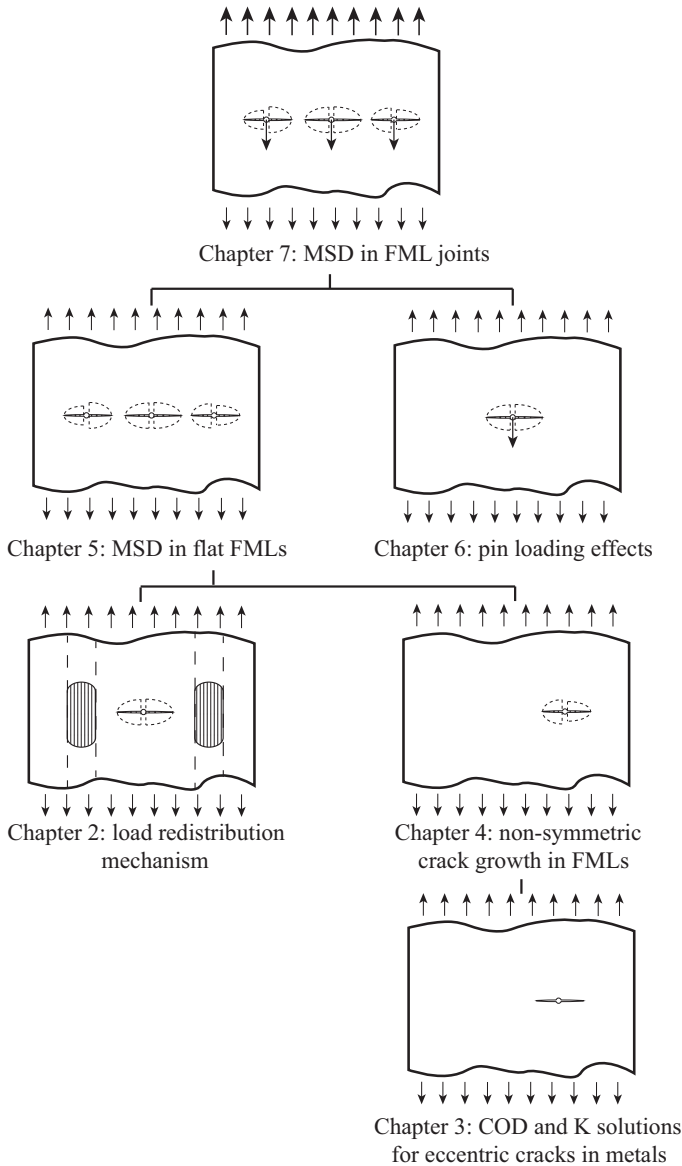 Chapter 7: MSD in FML joints
Chapter 5: MSD in flat FMLs
Chapter 6: pin loading effects
Chapter 2: load redistribution
mechanism
Chapter 4: non-symmetric
crack growth in FMLs
Chapter 3: COD and K solutions
for eccentric cracks in metals